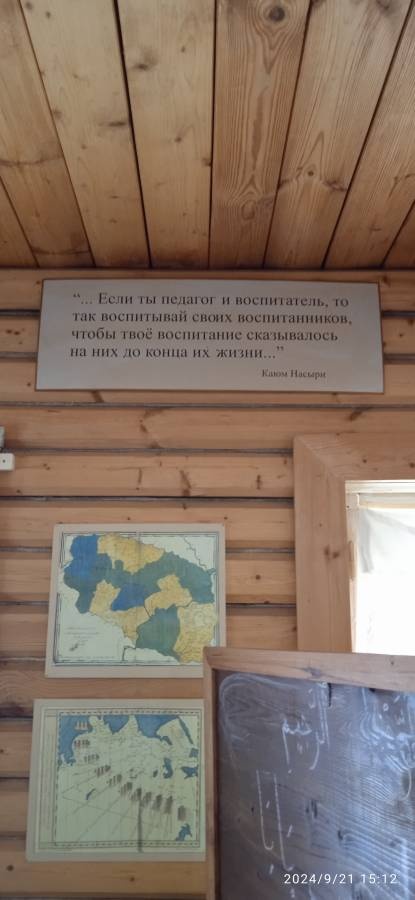 “... Если ты педагог и воспитатель, то
так воспитывай своих воспитанников,
чтобы твоё воспитание сказывалось
на них до конца их жизни...”
Каюм Насыри
الرحيم
2024/9/21 15:12